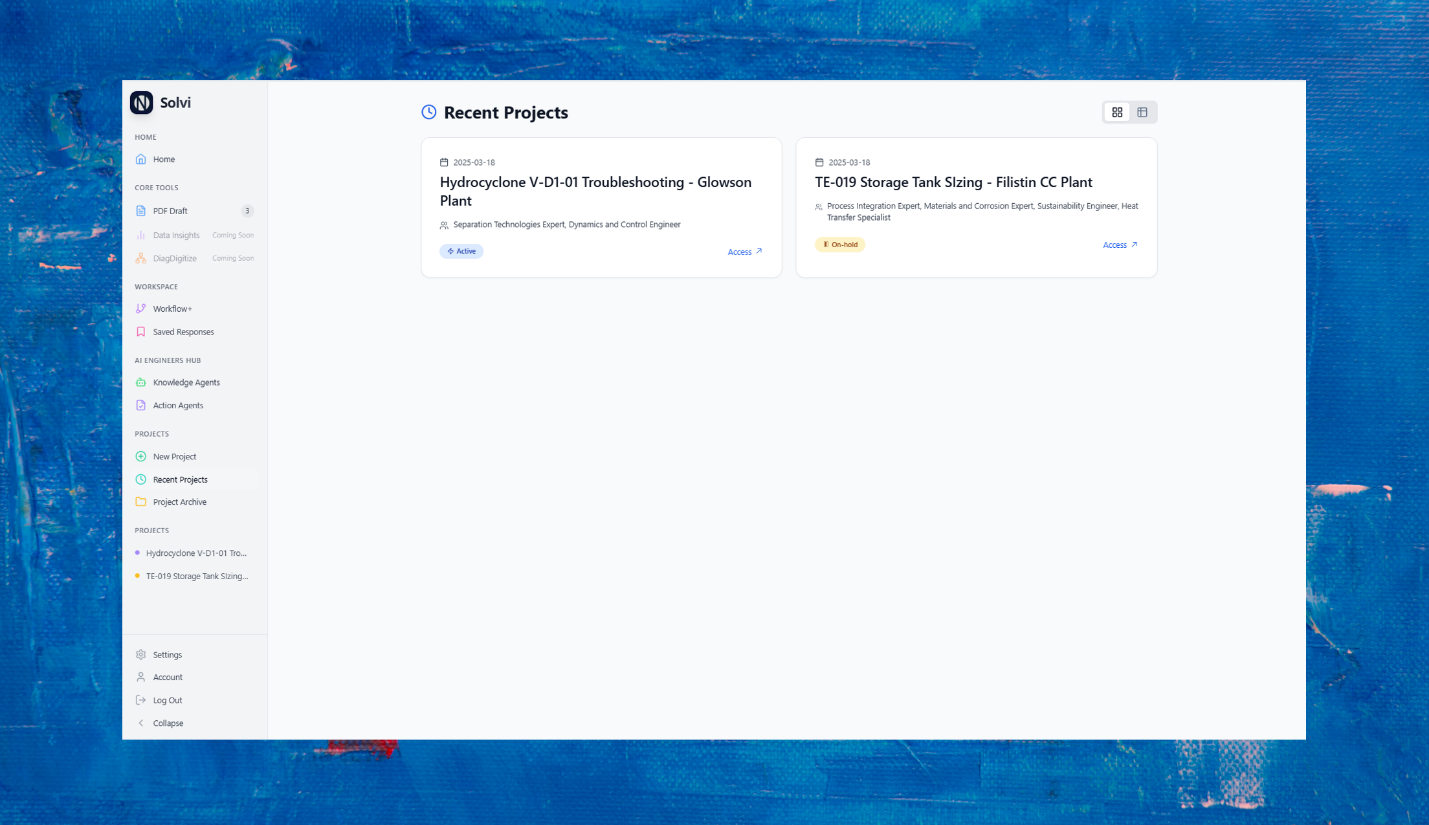 Solvi
HOME
Home
CORE TOOLS
PDF Draft 3
Data Insights Coming Soon
DiagDigitize Coming Soon
WORKSPACE
Workflow+
Saved Responses
AI ENGINEERS HUB
Knowledge Agents
Action Agents
PROJECTS
New Project
Recent Projects
Project Archive
PROJECTS
Hydrocyclone V-D1-01 Tro...
TE-019 Storage Tank SIzing...
Settings
Account
Log Out
Collapse
Recent Projects
2025-03-18
Hydrocyclone V-D1-01 Troubleshooting - Glowson
Plant
Separation Technologies Expert, Dynamics and Control Engineer
Active
Access
2025-03-18
TE-019 Storage Tank SIzing - Filistin CC Plant
Process Integration Expert, Materials and Corrosion Expert, Sustainability Engineer, Heat
Transfer Specialist
On-hold
Access